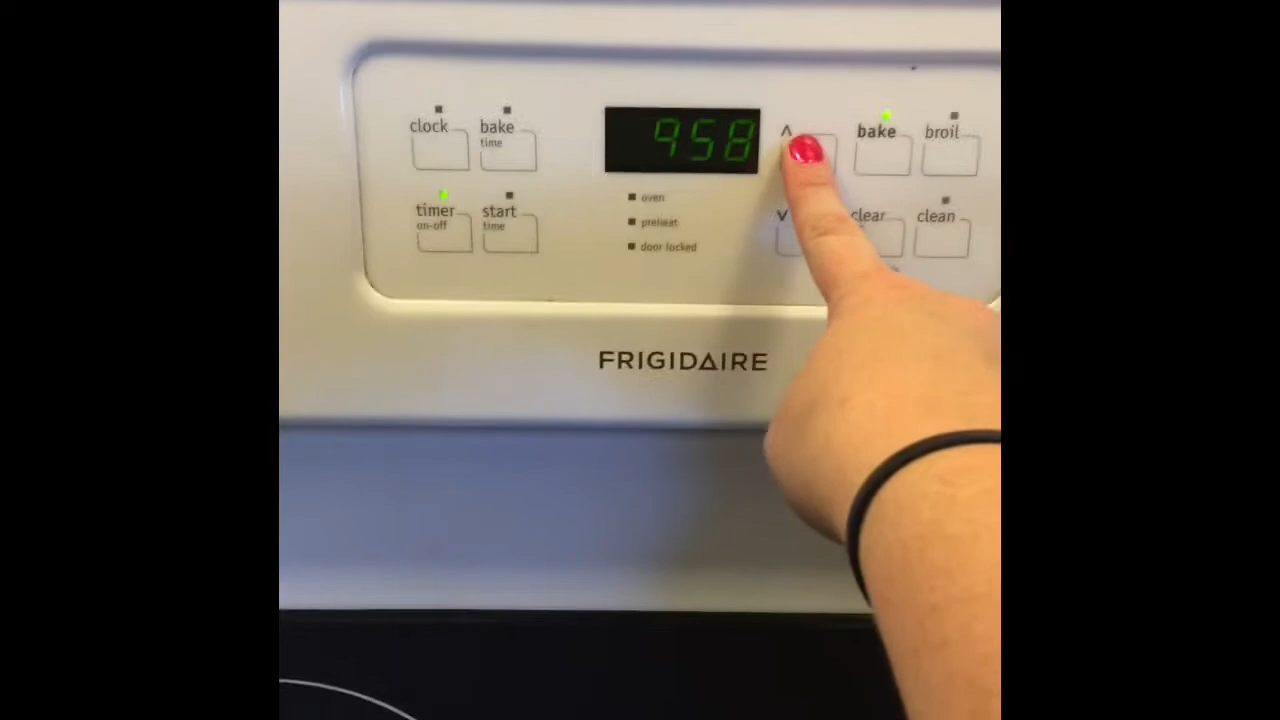 clock
bake
time
958
^
bake
broil
timer
on-off
start
time
oven
preheat
door locked
v
clear
clean
FRIGIDAIRE